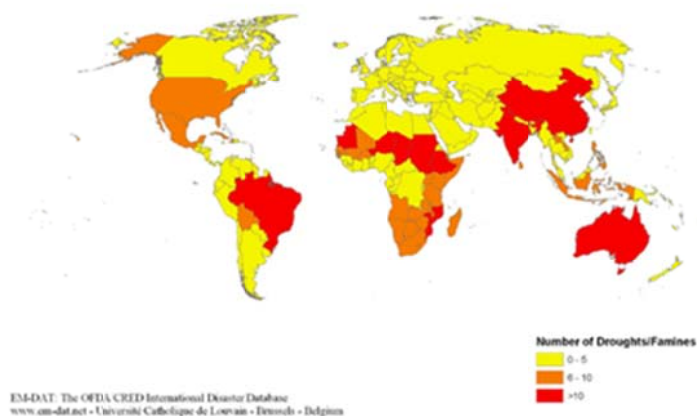 Number of Droughts/Famines
0 - 5
6 - 10
>10
EM-DAT: The OFDA CRED International Disaster Database
www.em-dat.net - Université Catholique de Louvain - Brussels - Belgium